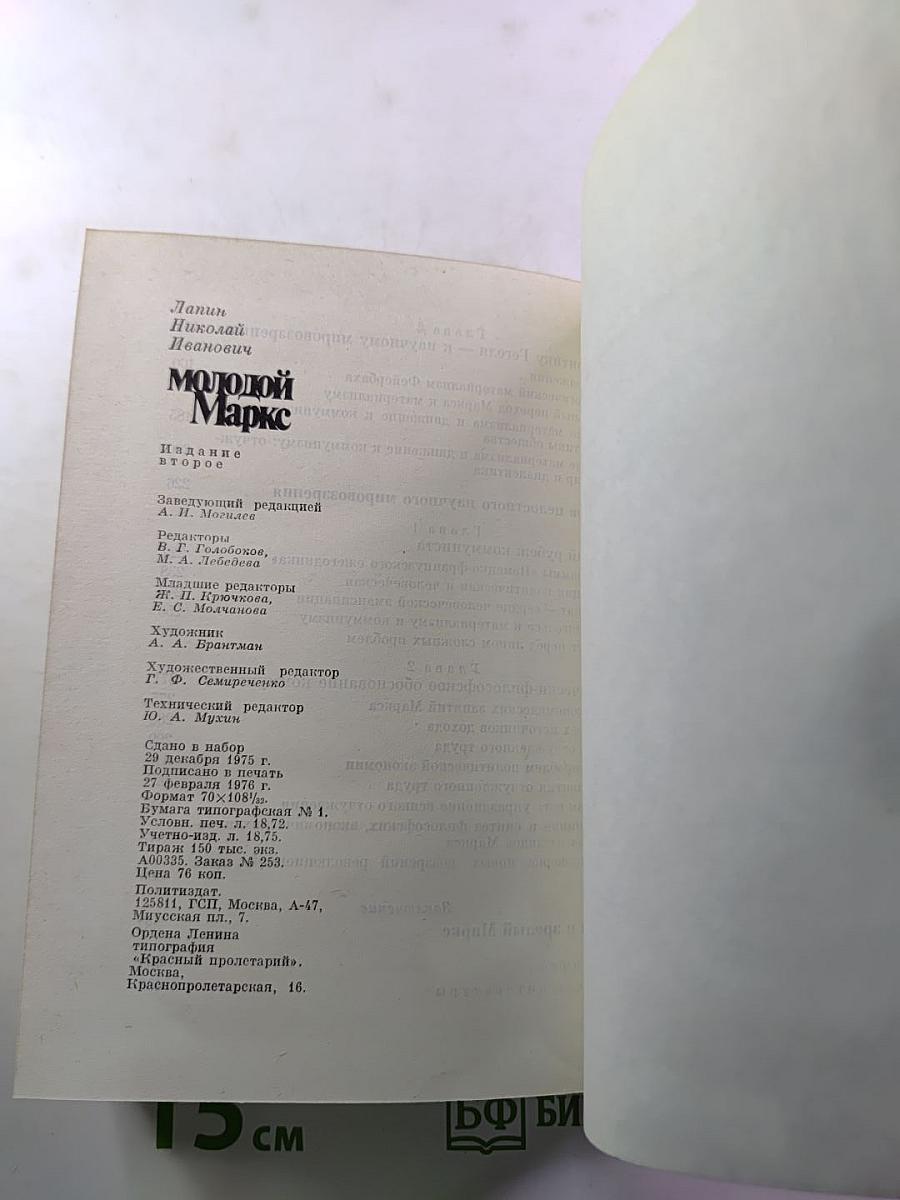 Лапин
Николай
Иванович
молодой
Маркс
Издание
второе
Заведующий редакцией
А. И. Могилев
Редакторы
В. Г. Голобоков,
М. А. Лебедева
Младшие редакторы
Ж. П. Крючкова,
Е. С. Молчанова
Художник
А. А. Брантман
Художественный редактор
Г. Ф. Семиреченко
Технический редактор
Ю. А. Мухин
Сдано в набор
29 декабря 1975 г.
Подписано в печать
27 февраля 1976 г.
Формат 70×108¹/₃₂.
Бумага типографская № 1.
Условн. печ. л. 18,72.
Учетно-изд. л. 18,75.
Тираж 150 тыс. экз.
А00335. Заказ № 253.
Цена 76 коп.
Политиздат.
125811, ГСП, Москва, А-47,
Миусская пл., 7.
Ордена Ленина
типография
«Красный пролетарий».
Москва,
Краснопролетарская, 16.
15 см
БФ БИ